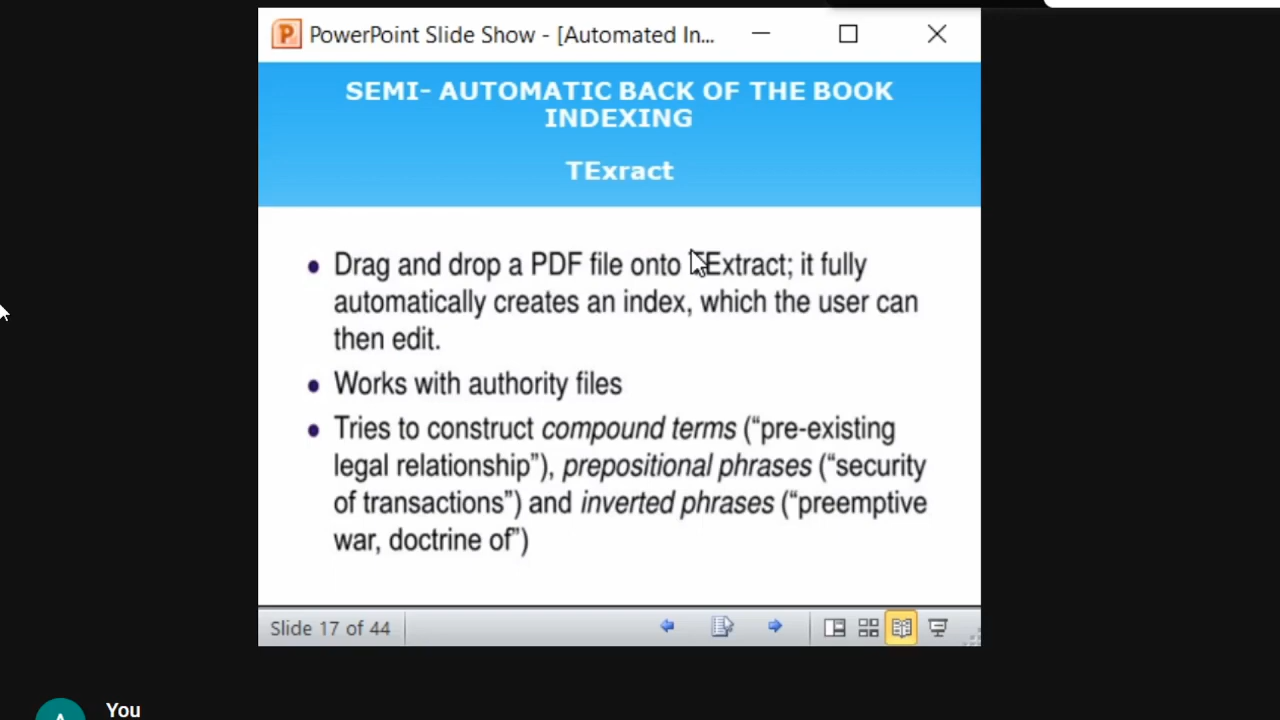 PowerPoint Slide Show - [Automated In...
SEMI- AUTOMATIC BACK OF THE BOOK
INDEXING
TExract
Drag and drop a PDF file onto TExtract; it fully
automatically creates an index, which the user can
then edit.
Works with authority files
Tries to construct compound terms (“pre-existing
legal relationship”), prepositional phrases (“security
of transactions”) and inverted phrases (“preemptive
war, doctrine of”)
Slide 17 of 44
A
You